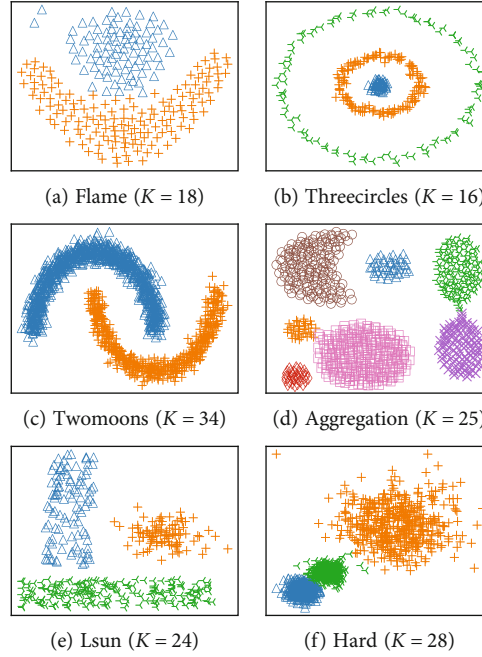 (a) Flame (K = 18)
(b) Threecircles (K = 16)
(c) Twomoons (K = 34)
(d) Aggregation (K = 25)
(e) Lsun (K = 24)
(f) Hard (K = 28)